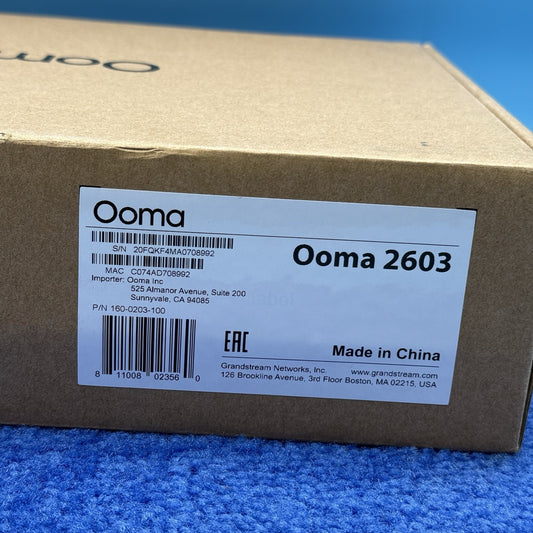 Ooma
Ooma
S/N 20FQKF4MA0708992
MAC C074AD708992
Importer: Ooma Inc
525 Almanor Avenue, Suite 200
Sunnyvale, CA 94085
P/N 160-0203-100
8 11008 02356 0
Ooma 2603
EAC
Made in China
Grandstream Networks, Inc. www.grandstream.com
126 Brookline Avenue, 3rd Floor Boston, MA 02215, USA